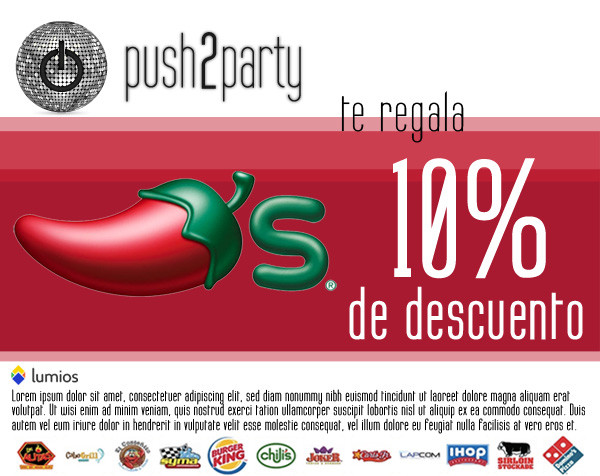 push2party
te regala
's®
10%
de descuento
lumios
Lorem ipsum dolor sit amet, consectetuer adipiscing elit, sed diam nonummy nibh euismod tincidunt ut laoreet dolore magna aliquam erat
volutpat. Ut wisi enim ad minim veniam, quis nostrud exerci tation ullamcorper suscipit lobortis nisl ut aliquip ex ea commodo consequat. Duis
autem vel eum iriure dolor in hendrerit in vulputate velit esse molestie consequat, vel illum dolore eu feugiat nulla facilisis at vero eros et.
BURGER
KING
chili's
JOKER
Carl's Jr.
LAPCOM
IHOP
SIRLOIN
STOCKADE
Domino's
Pizza